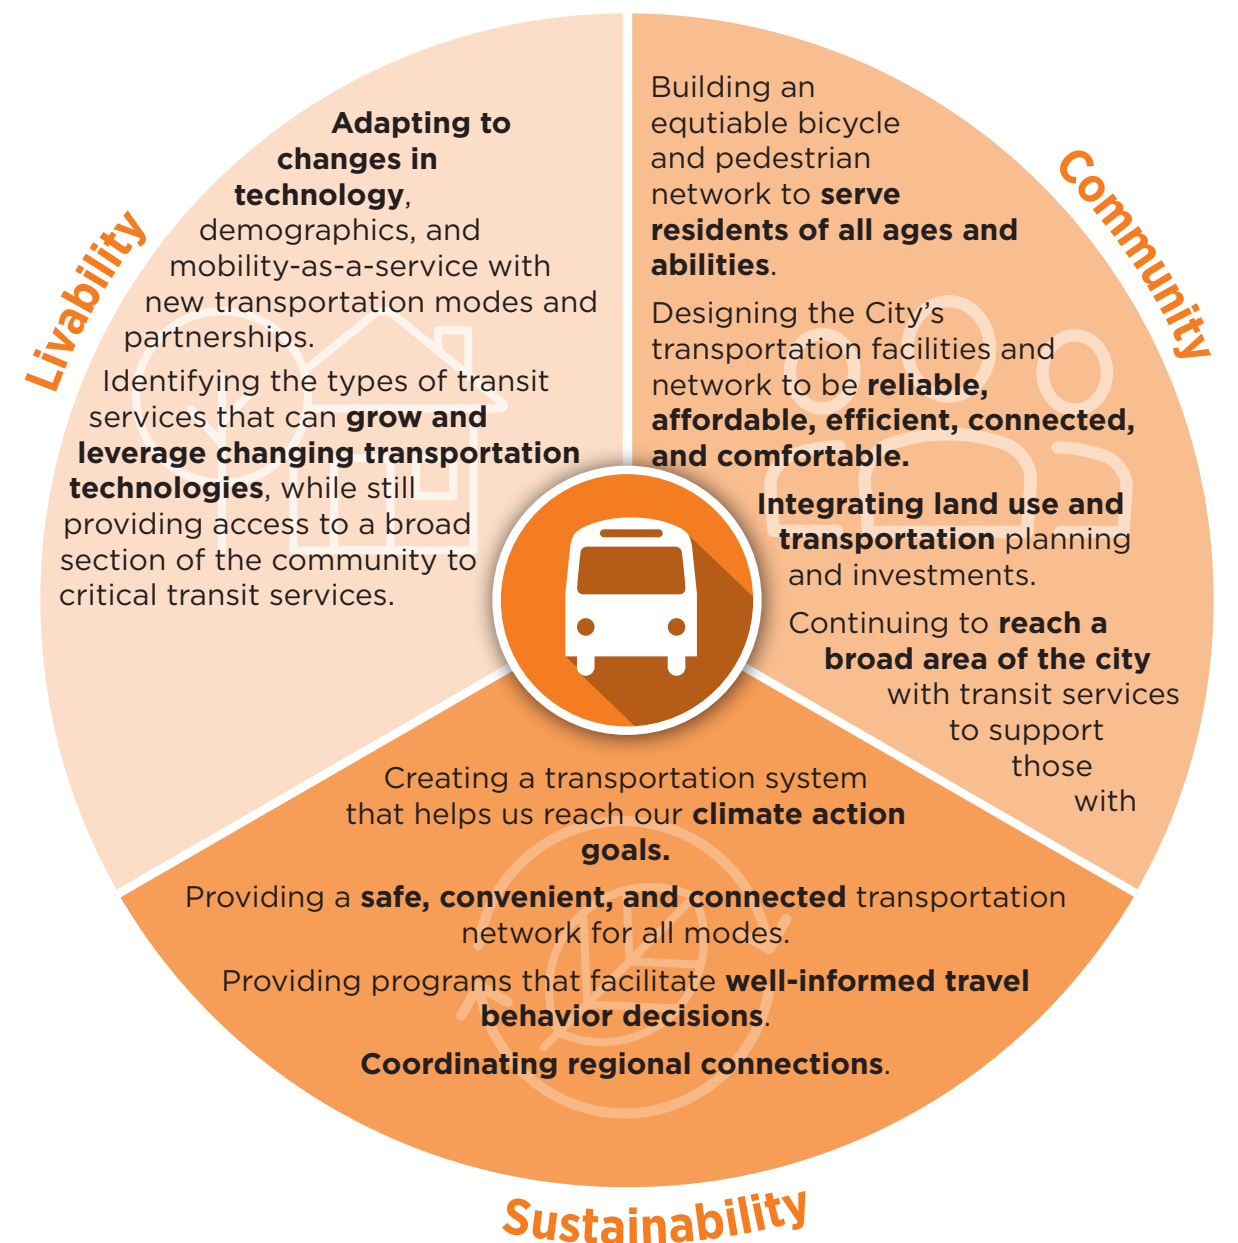 Livability
Adapting to
changes in
technology,
demographics, and
mobility-as-a-service with
new transportation modes and
partnerships.
Identifying the types of transit
services that can grow and
leverage changing transportation
technologies, while still
providing access to a broad
section of the community to
critical transit services.
Community
Building an
equtiable bicycle
and pedestrian
network to serve
residents of all ages and
abilities.
Designing the City's
transportation facilities and
network to be reliable,
affordable, efficient, connected,
and comfortable.
Integrating land use and
transportation planning
and investments.
Continuing to reach a
broad area of the city
with transit services
to support
those
with
Creating a transportation system
that helps us reach our climate action
goals.
Providing a safe, convenient, and connected transportation
network for all modes.
Providing programs that facilitate well-informed travel
behavior decisions.
Coordinating regional connections.
Sustainability